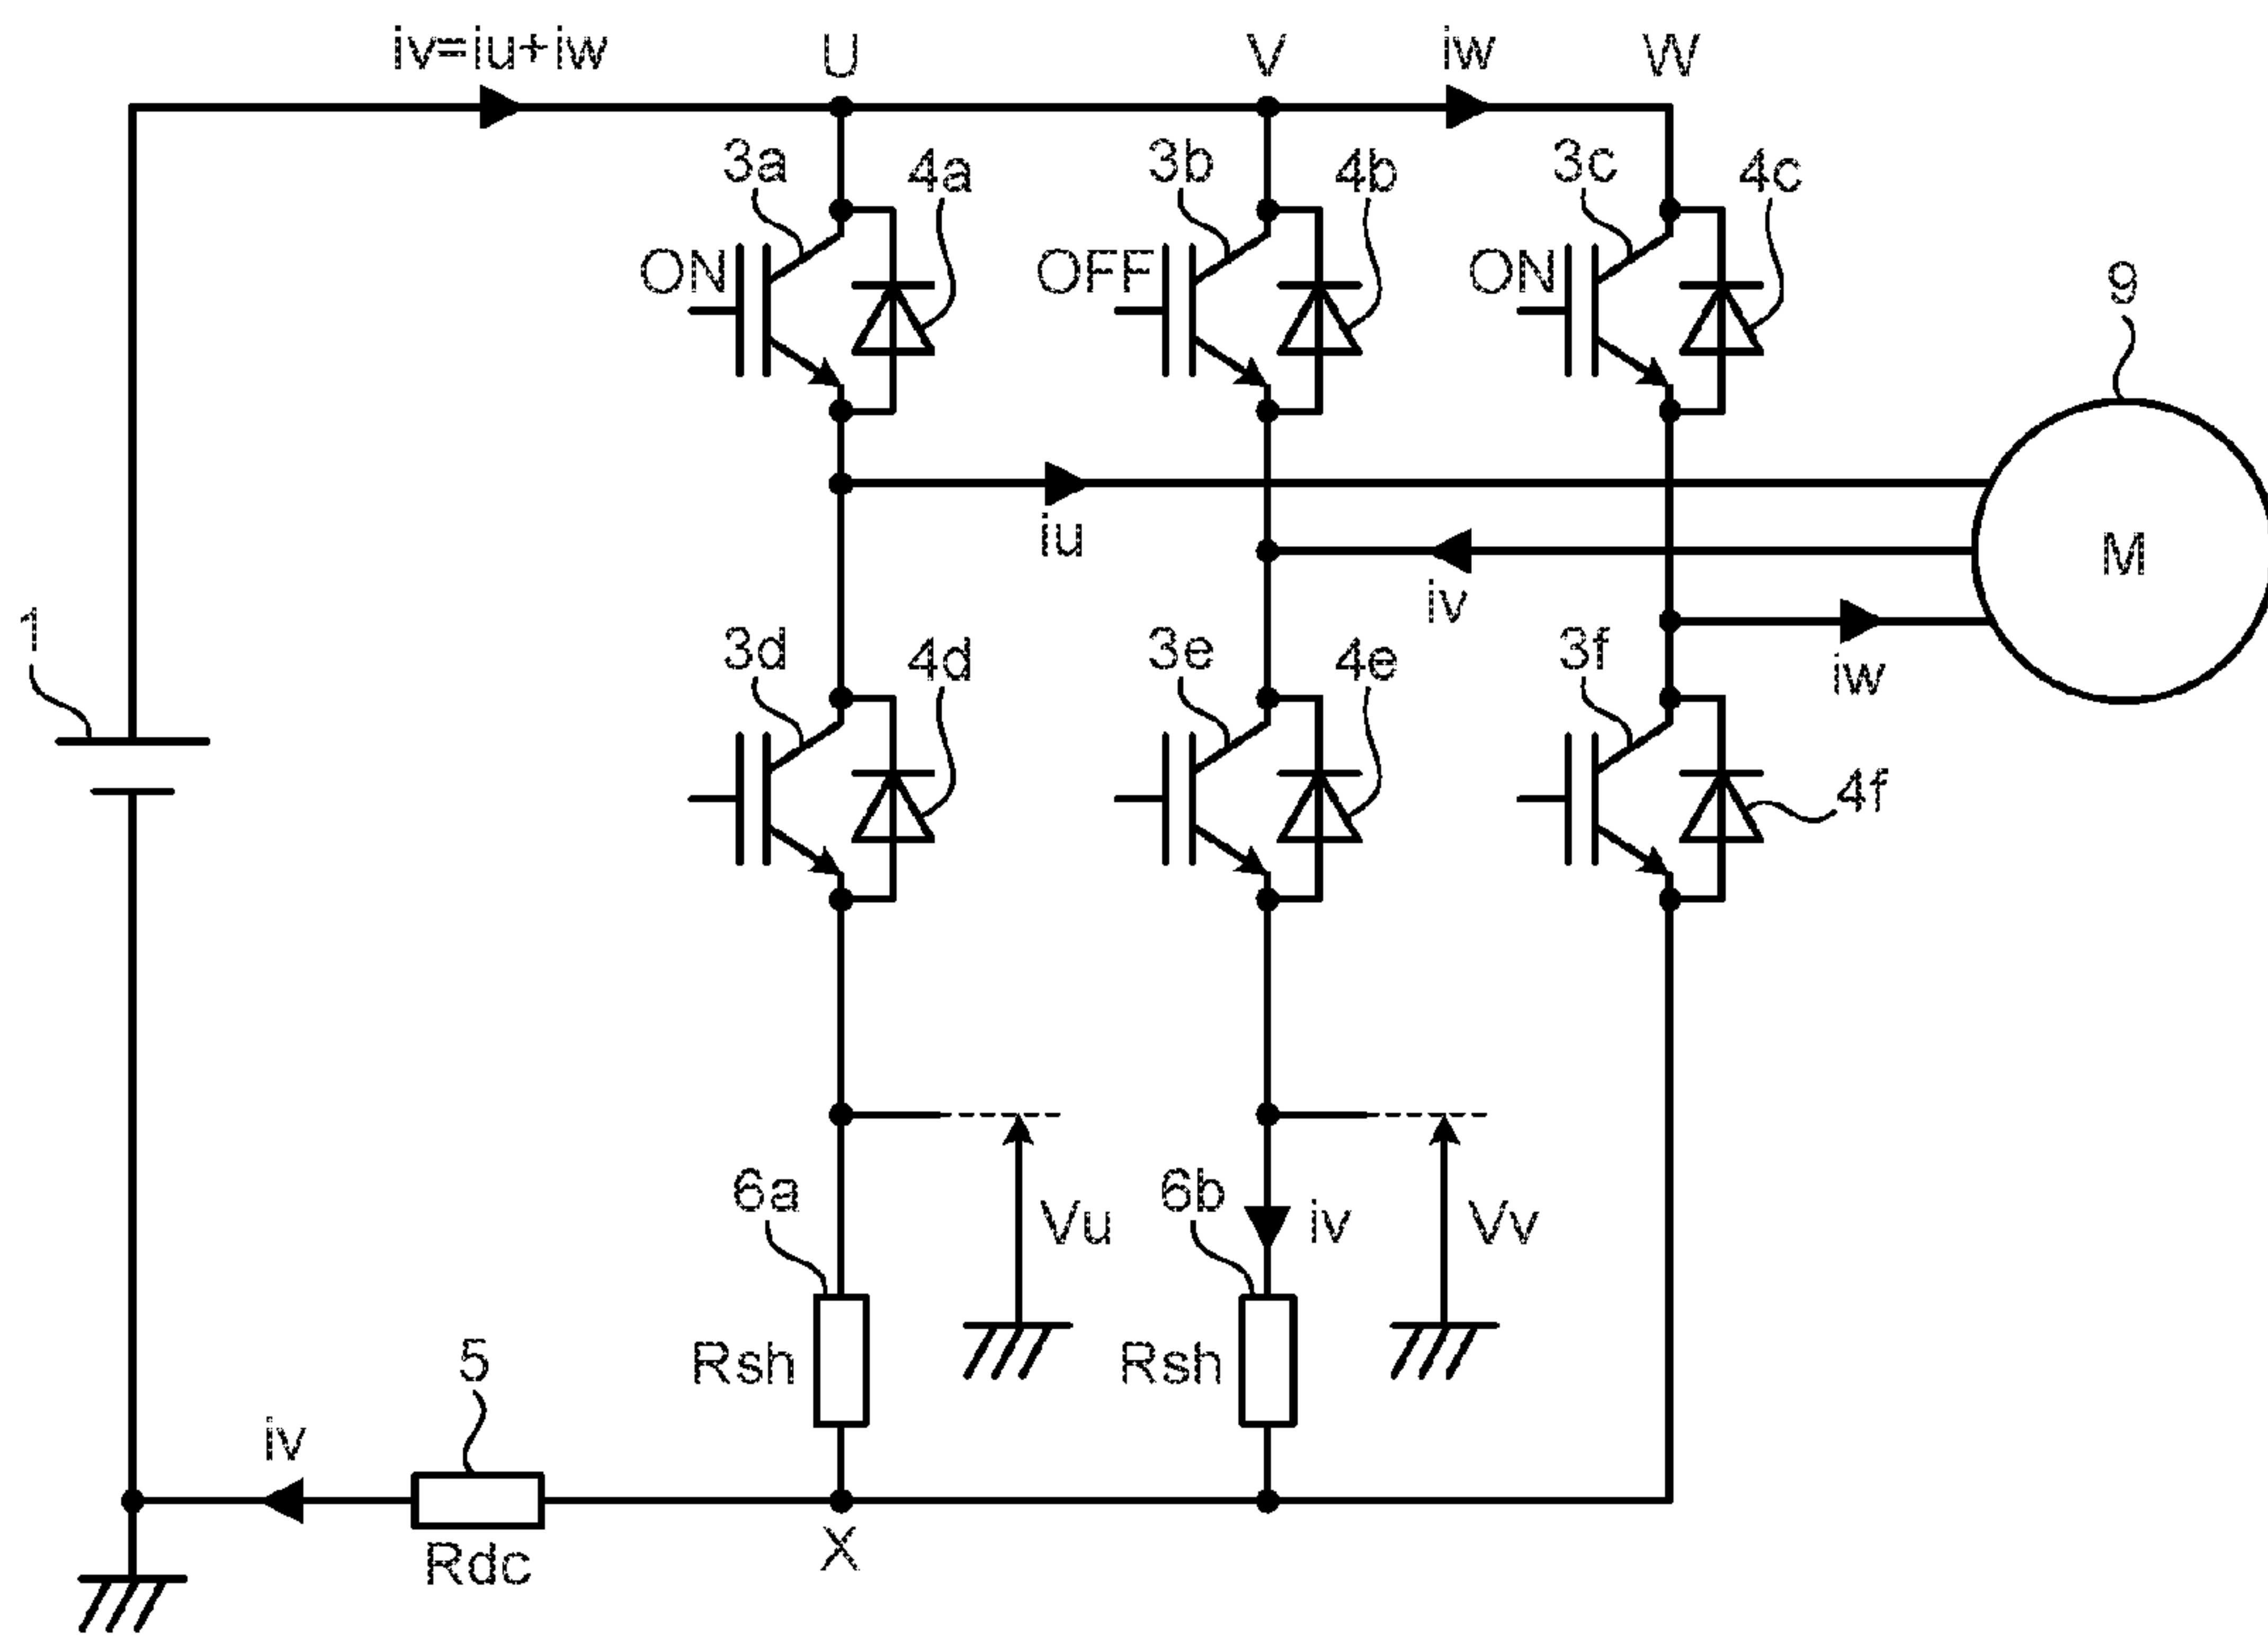 iv=iu+iw
U
V
iw
W
3a
4a
3b
4b
3c
4c
ON
OFF
ON
9
iu
iv
M
1
iw
3d
4d
3e
4e
3f
4f
6a
Vu
6b
iv
Vv
Rsh
Rsh
5
iv
Rdc
X